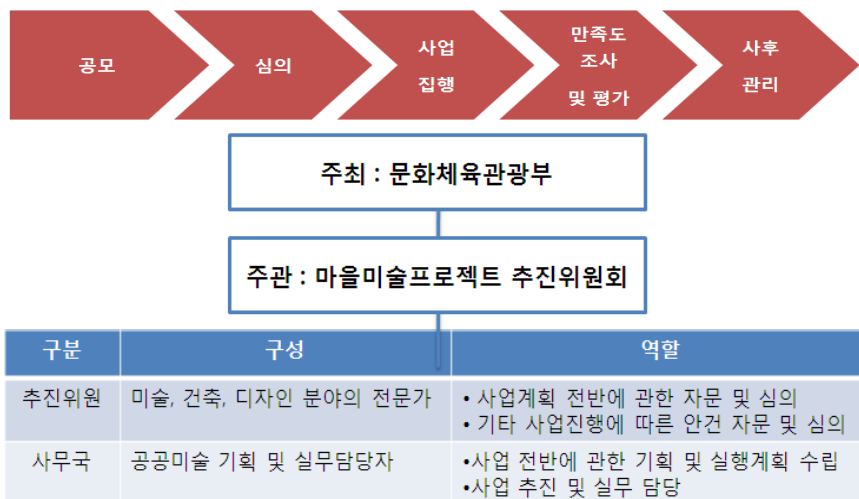 공모
심의
사업
집행
만족도
조사
및 평가
사후
관리
주최 : 문화체육관광부
주관 : 마을미술프로젝트 추진위원회
구분 구성 역할
추진위원 미술, 건축, 디자인 분야의 전문가 • 사업계획 전반에 관한 자문 및 심의
• 기타 사업진행에 따른 안건 자문 및 심의
사무국 공공미술 기획 및 실무담당자 •사업 전반에 관한 기획 및 실행계획 수립
•사업 추진 및 실무 담당